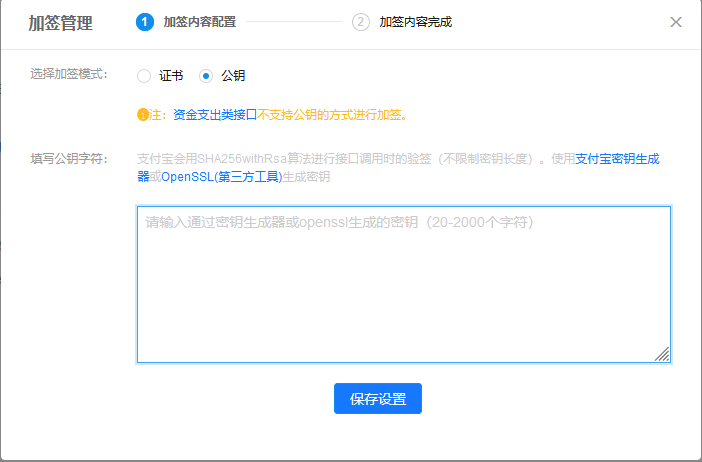 加签管理
1 加签内容配置
2 加签内容完成
选择加签模式：
证书
公钥
注：资金支出类接口不支持公钥的方式进行加签。
填写公钥字符：
支付宝会用SHA256withRsa算法进行接口调用时的验签（不限制密钥长度）。使用支付宝密钥生成
器或OpenSSL(第三方工具)生成密钥
请输入通过密钥生成器或openssl生成的密钥（20-2000个字符）
保存设置